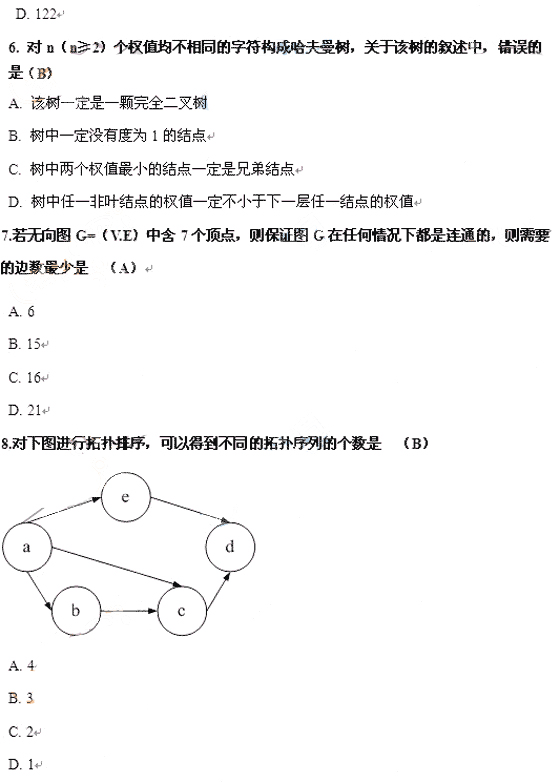 D. 122
6. 对 n（n≥2）个权值均不相同的字符构成哈夫曼树，关于该树的叙述中，错误的
是（B）
A. 该树一定是一颗完全二叉树
B. 树中一定没有度为 1 的结点
C. 树中两个权值最小的结点一定是兄弟结点
D. 树中任一非叶结点的权值一定不小于下一层任一结点的权值
7.若无向图 G=（V.E）中含 7 个顶点，则保证图 G 在任何情况下都是连通的，则需要
的边数最少是 （A）
A. 6
B. 15
C. 16
D. 21
8.对下图进行拓扑排序，可以得到不同的拓扑序列的个数是 （B）
e
a
d
b
c
A. 4
B. 3
C. 2
D. 1